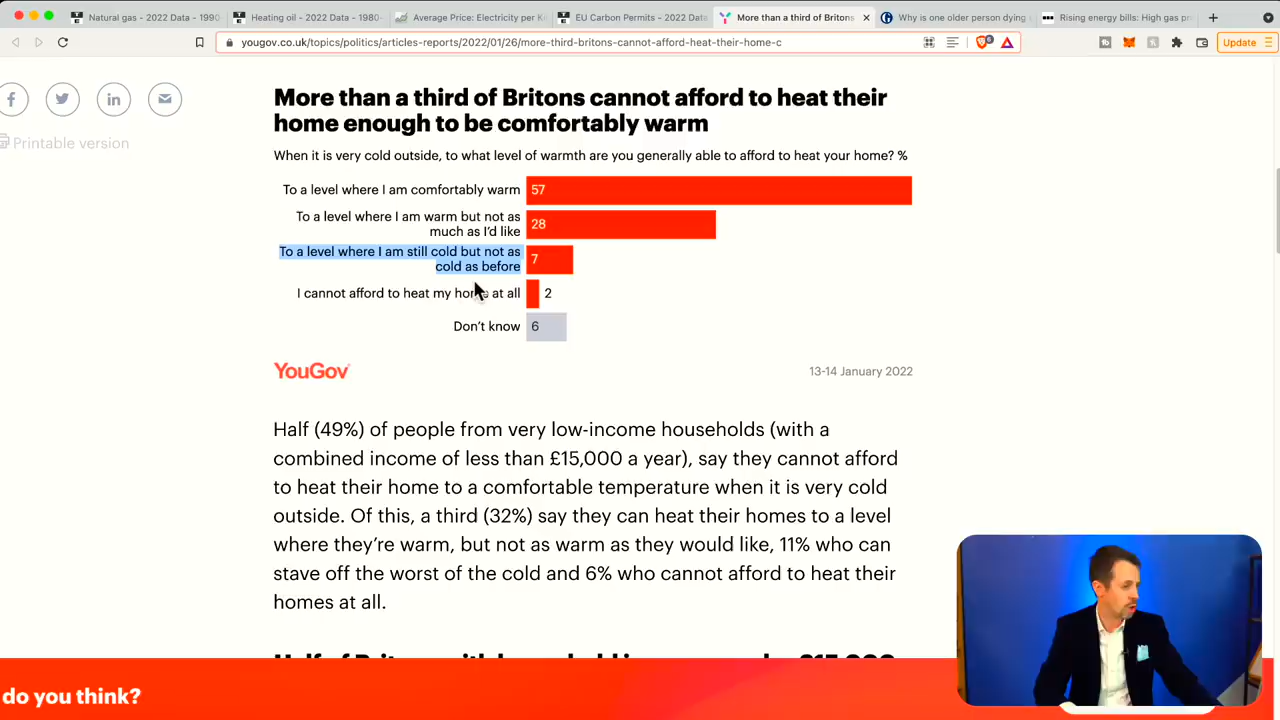 Natural gas - 2022 Data - 1990
Heating oil - 2022 Data - 1980-
Average Price: Electricity per
EU Carbon Permits - 2022 Data
More than a third of Britons
Why is one older person dying
Rising energy bills: High gas
yougov.co.uk/topics/politics/articles-reports/2022/01/26/more-third-britons-cannot-afford-heat-their-home-c
6
Update
Printable version
More than a third of Britons cannot afford to heat their
home enough to be comfortably warm
When it is very cold outside, to what level of warmth are you generally able to afford to heat your home? %
To a level where I am comfortably warm 57
To a level where I am warm but not as
much as I'd like 28
To a level where I am still cold but not as
cold as before 7
I cannot afford to heat my home at all 2
Don't know 6
YouGov
13-14 January 2022
Half (49%) of people from very low-income households (with a
combined income of less than £15,000 a year), say they cannot afford
to heat their home to a comfortable temperature when it is very cold
outside. Of this, a third (32%) say they can heat their homes to a level
where they're warm, but not as warm as they would like, 11% who can
stave off the worst of the cold and 6% who cannot afford to heat their
homes at all.
do you think?